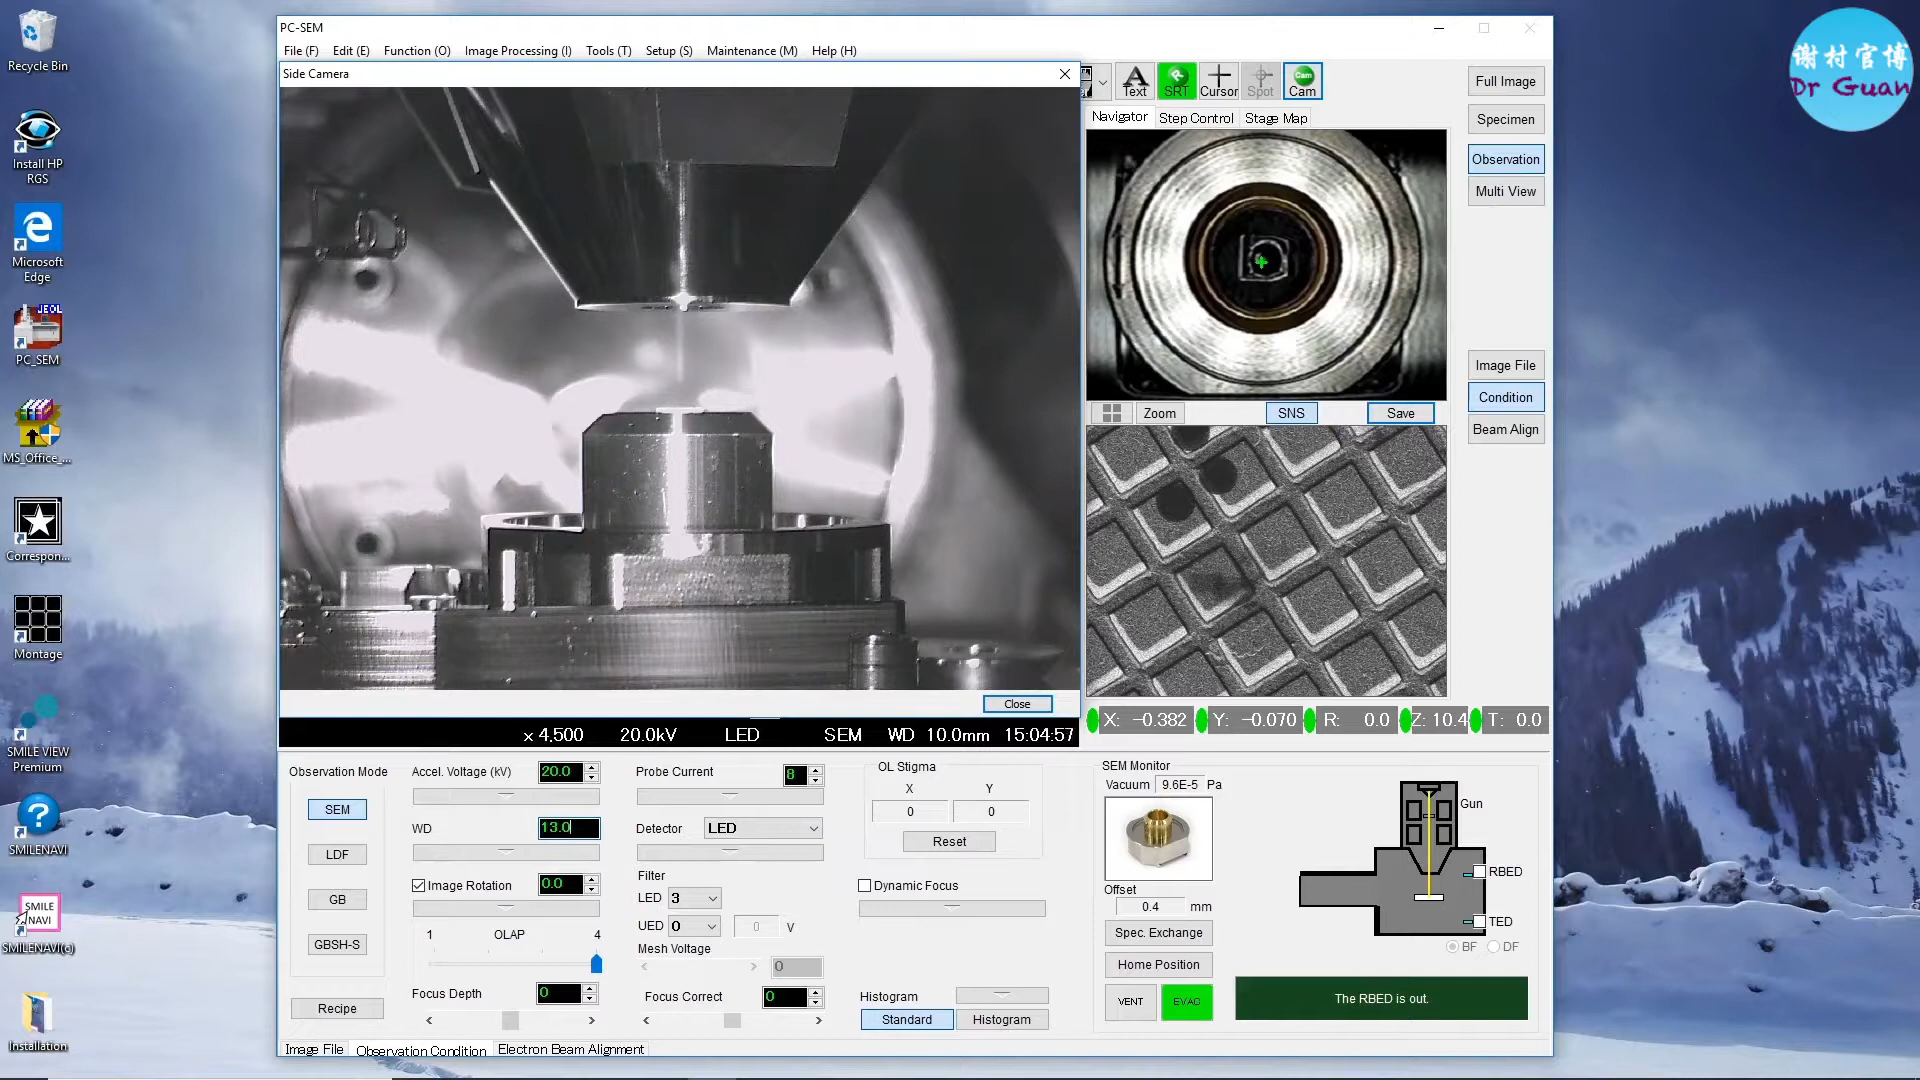 Recycle Bin
Install HP
RGS
Microsoft
Edge
JEOL
PC_SEM
MS_Office_...
Correspon...
Montage
SMILE VIEW
Premium
SMILENAVI
SMILE
NAVI
SMILENAVI(c)
Installation
PC-SEM
File (F) Edit (E) Function (O) Image Processing (I) Tools (T) Setup (S) Maintenance (M) Help (H)
Side Camera
Text SRT Cursor Spot Cam Cam
Navigator Step Control Stage Map
Full Image
Specimen
Observation
Multi View
Image File
Condition
Beam Align
谢村官博
Dr Guan
Zoom SNS Save
Close
X: −0.382 Y: −0.070 R: 0.0 Z: 10.4 T: 0.0
x 4,500 20.0kV LED SEM WD 10.0mm 15:04:57
Observation Mode
SEM
LDF
GB
GBSH-S
Recipe
Accel. Voltage (kV) 20.0
WD 13.0
Image Rotation 0.0
1 OLAP 4
Focus Depth 0
Probe Current 8
Detector LED
Filter
LED 3
UED 0 0 V
Mesh Voltage
0
Focus Correct 0
OL Stigma
X Y
0 0
Reset
Dynamic Focus
Histogram
Standard Histogram
SEM Monitor
Vacuum 9.6E-5 Pa
Offset
0.4 mm
Spec. Exchange
Home Position
VENT EVAC
Gun
RBED
TED
BF DF
The RBED is out.
Image File Observation Condition Electron Beam Alignment